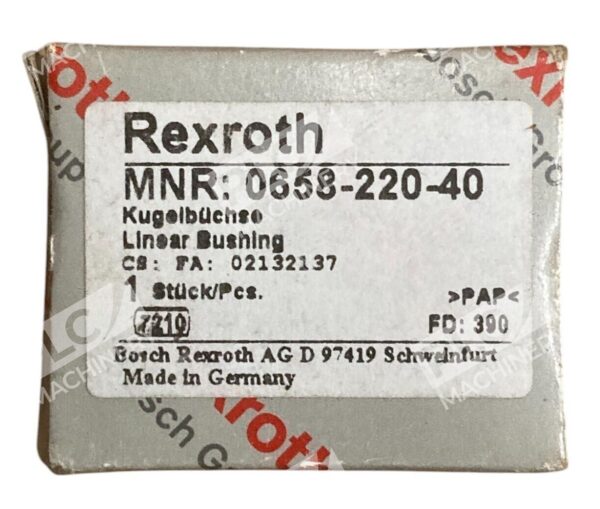 Rexroth
MNR: 0658-220-40
Kugelbüchse
Linear Bushing
CS: FA: 02132137
1 Stück/Pcs. >PAP<
7210 FD: 390
Bosch Rexroth AG D 97419 Schweinfurt
Made in Germany